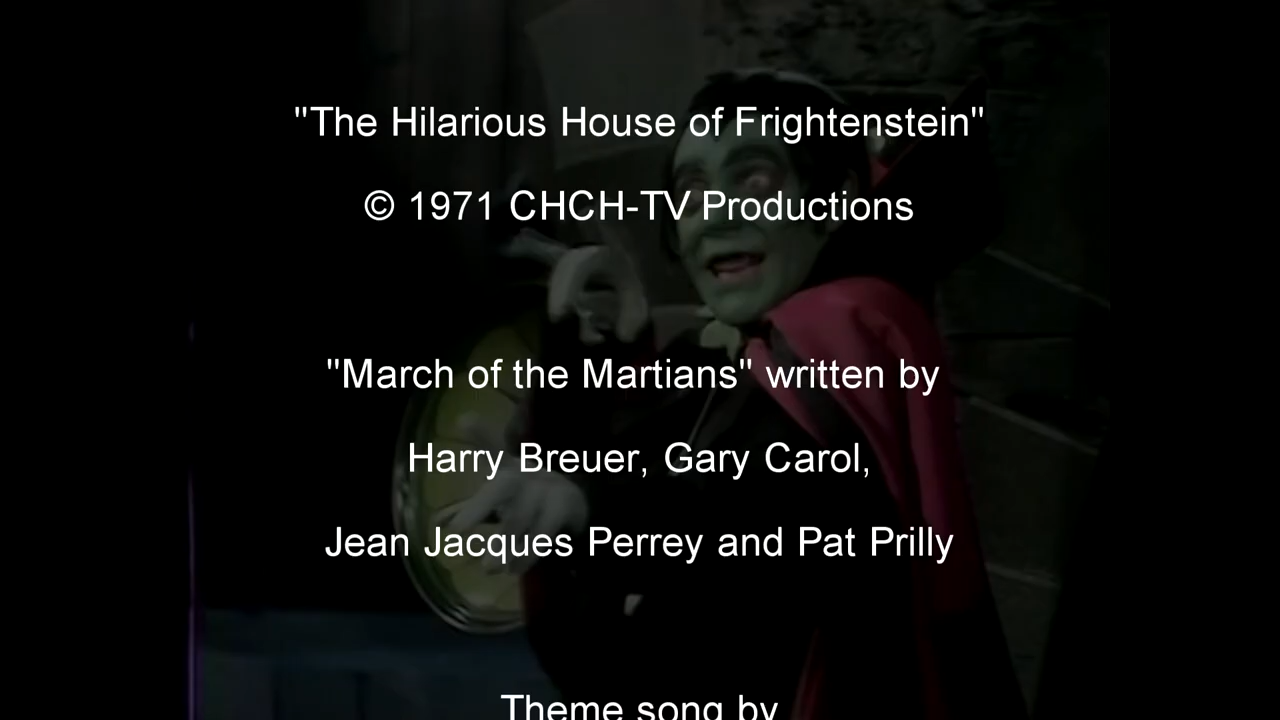 "The Hilarious House of Frightenstein"
© 1971 CHCH-TV Productions
"March of the Martians" written by
Harry Breuer, Gary Carol,
Jean Jacques Perrey and Pat Prilly
Theme song by